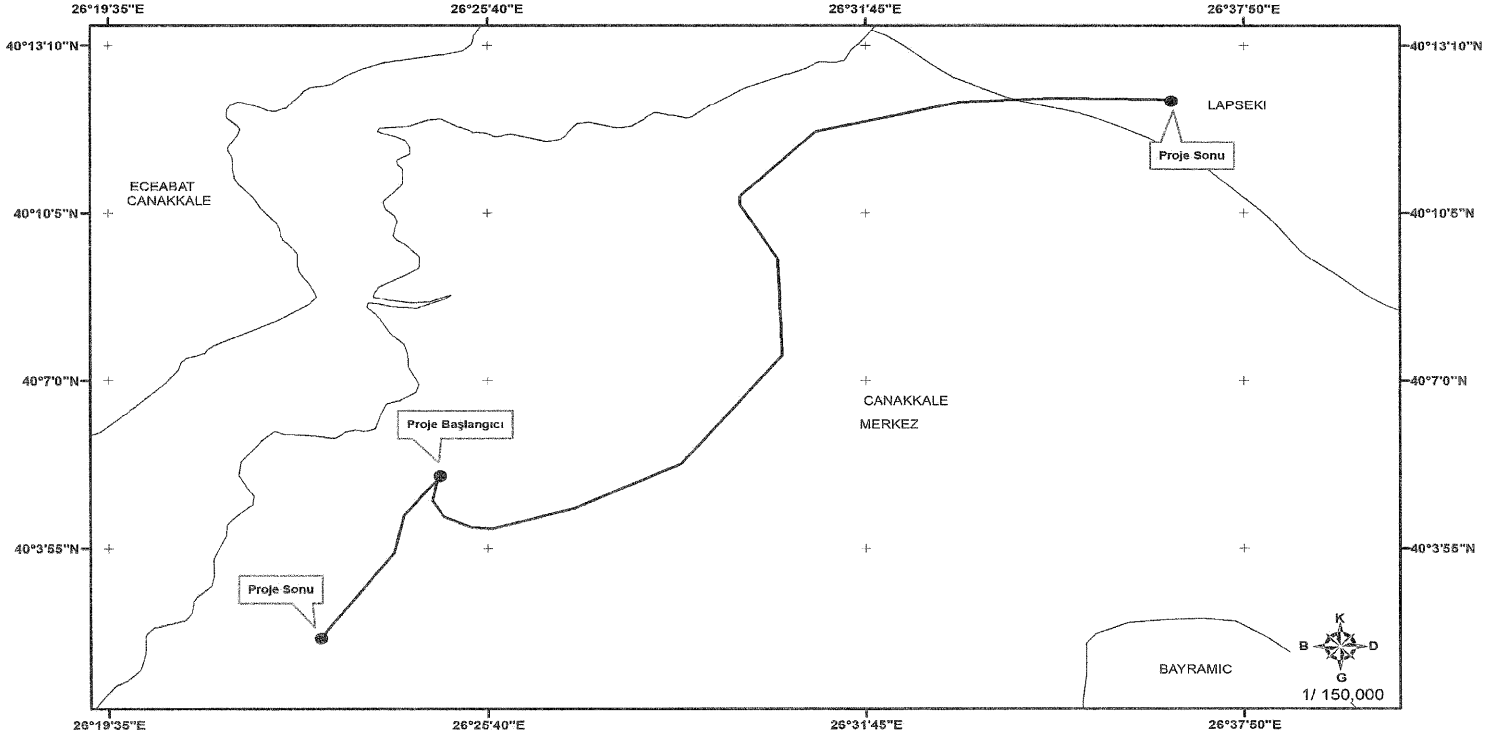 26°19'35"E 26°25'40"E 26°31'45"E 26°37'50"E
40°13'10"N 40°13'10"N
LAPSEKI
Proje Sonu
ECEABAT
CANAKKALE
40°10'5"N 40°10'5"N
40°7'0"N 40°7'0"N
CANAKKALE
MERKEZ
Proje Başlangıcı
40°3'55"N 40°3'55"N
Proje Sonu
K
B D
G
BAYRAMIC
1/ 150,000
26°19'35"E 26°25'40"E 26°31'45"E 26°37'50"E